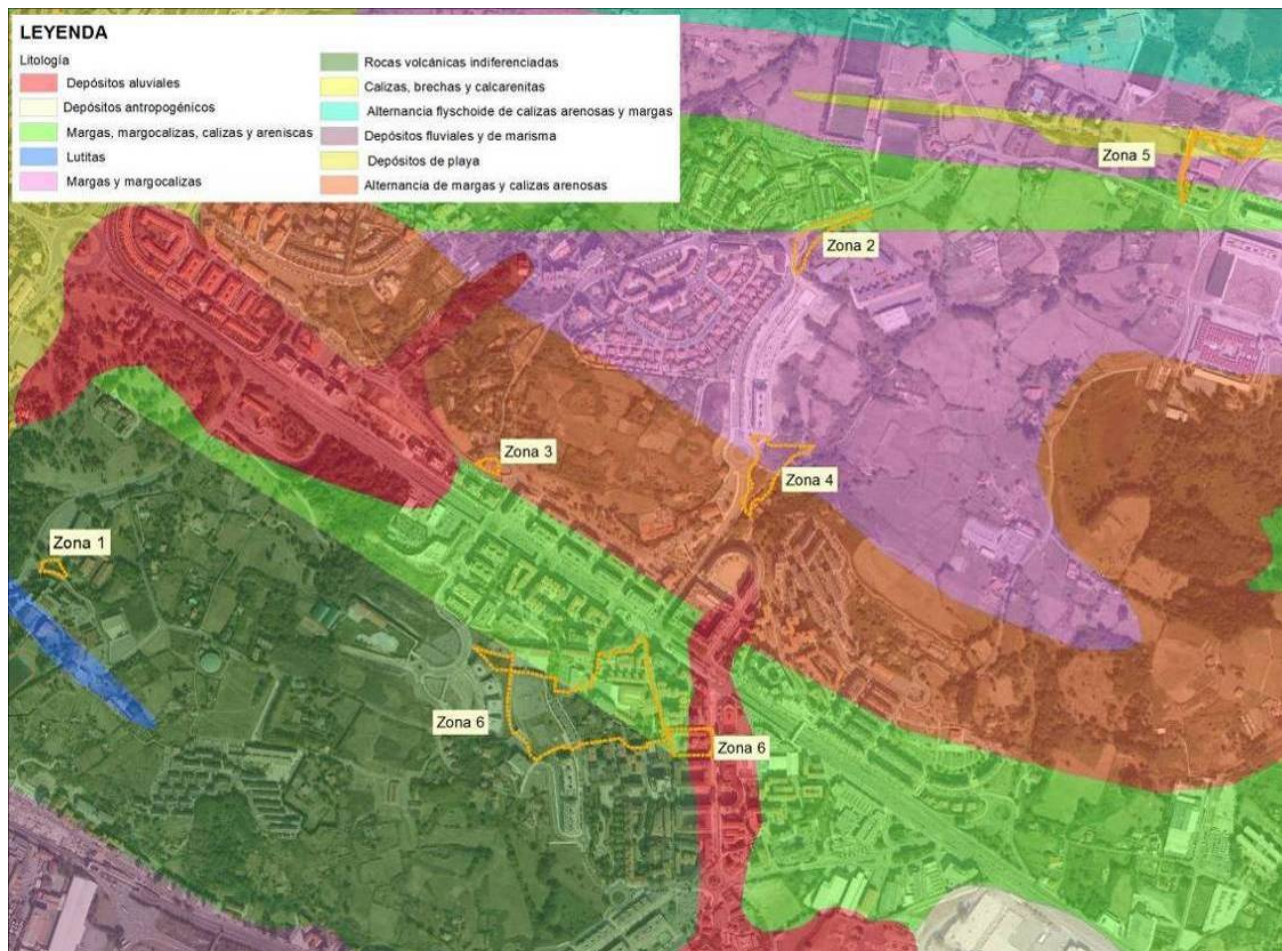 LEYENDA
Litología
Depósitos aluviales
Depósitos antropogénicos
Margas, margocalizas, calizas y areniscas
Lutitas
Margas y margocalizas
Rocas volcánicas indiferenciadas
Calizas, brechas y calcarenitas
Alternancia flyschoide de calizas arenosas y margas
Depósitos fluviales y de marisma
Depósitos de playa
Alternancia de margas y calizas arenosas
Zona 5
Zona 2
Zona 3
Zona 4
Zona 1
Zona 6
Zona 6